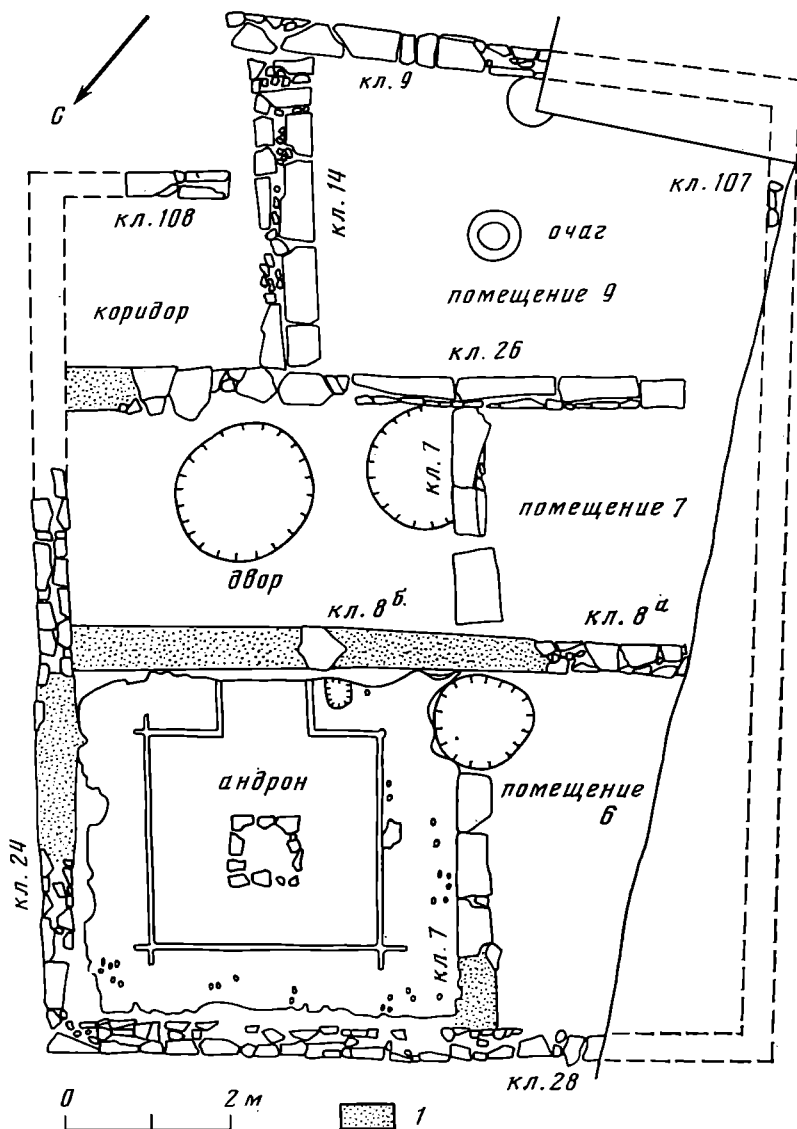 С
кл. 9
кл. 14
кл. 107
кл. 108
очаг
коридор
помещение 9
кл. 26
кл. 7
помещение 7
двор
кл. 8б.
кл. 8а
андрон
помещение
6
кл. 24
кл. 7
кл. 28
0 2 м
1